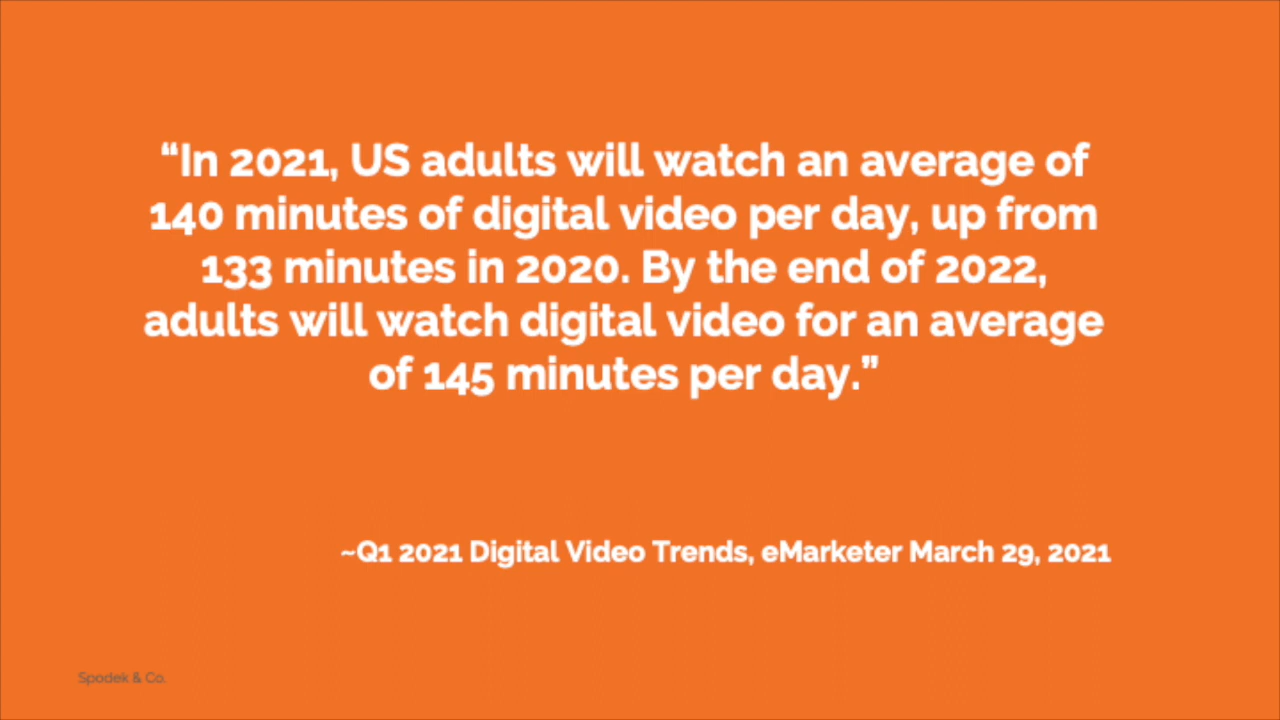 “In 2021, US adults will watch an average of
140 minutes of digital video per day, up from
133 minutes in 2020. By the end of 2022,
adults will watch digital video for an average
of 145 minutes per day.”
~Q1 2021 Digital Video Trends, eMarketer March 29, 2021
Spodek & Co.